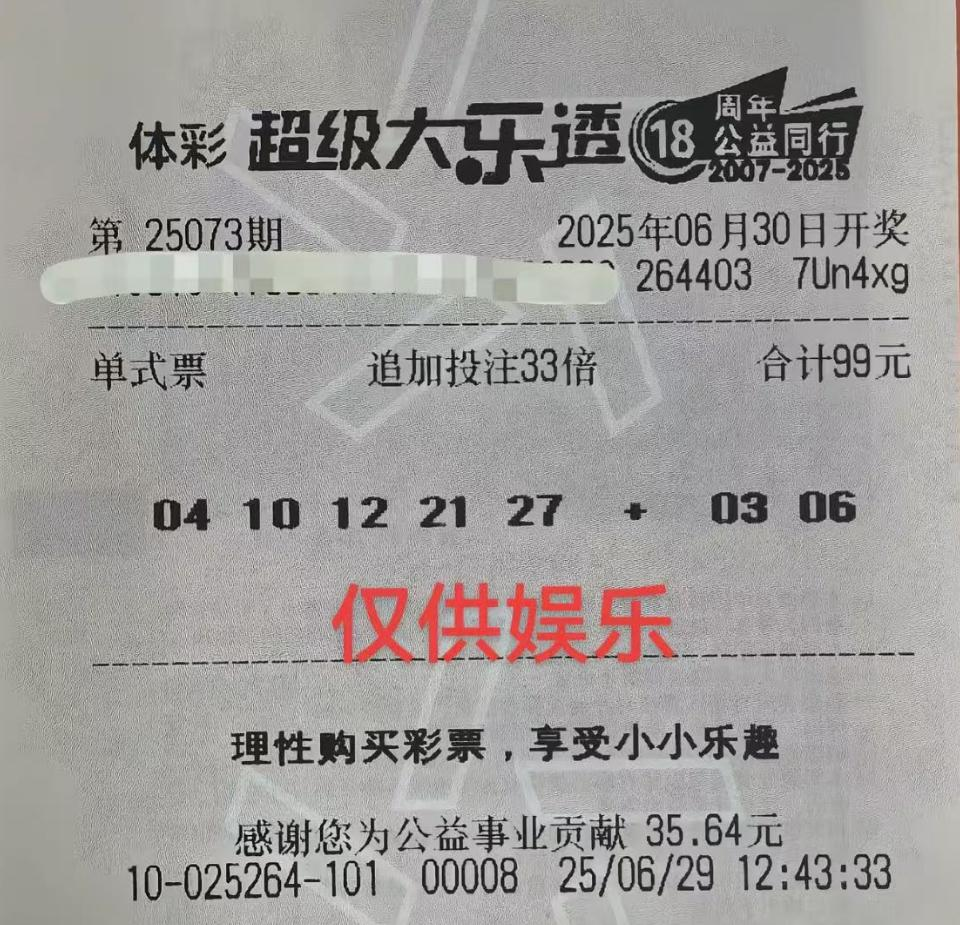 体彩 超级大乐透 18 周年 公益同行 2007-2025
第 25073期 2025年06月30日开奖
264403 7Un4xg
单式票 追加投注33倍 合计99元
04 10 12 21 27 + 03 06
仅供娱乐
理性购买彩票，享受小小乐趣
感谢您为公益事业贡献 35.64元
10-025264-101 00008 25/06/29 12:43:33